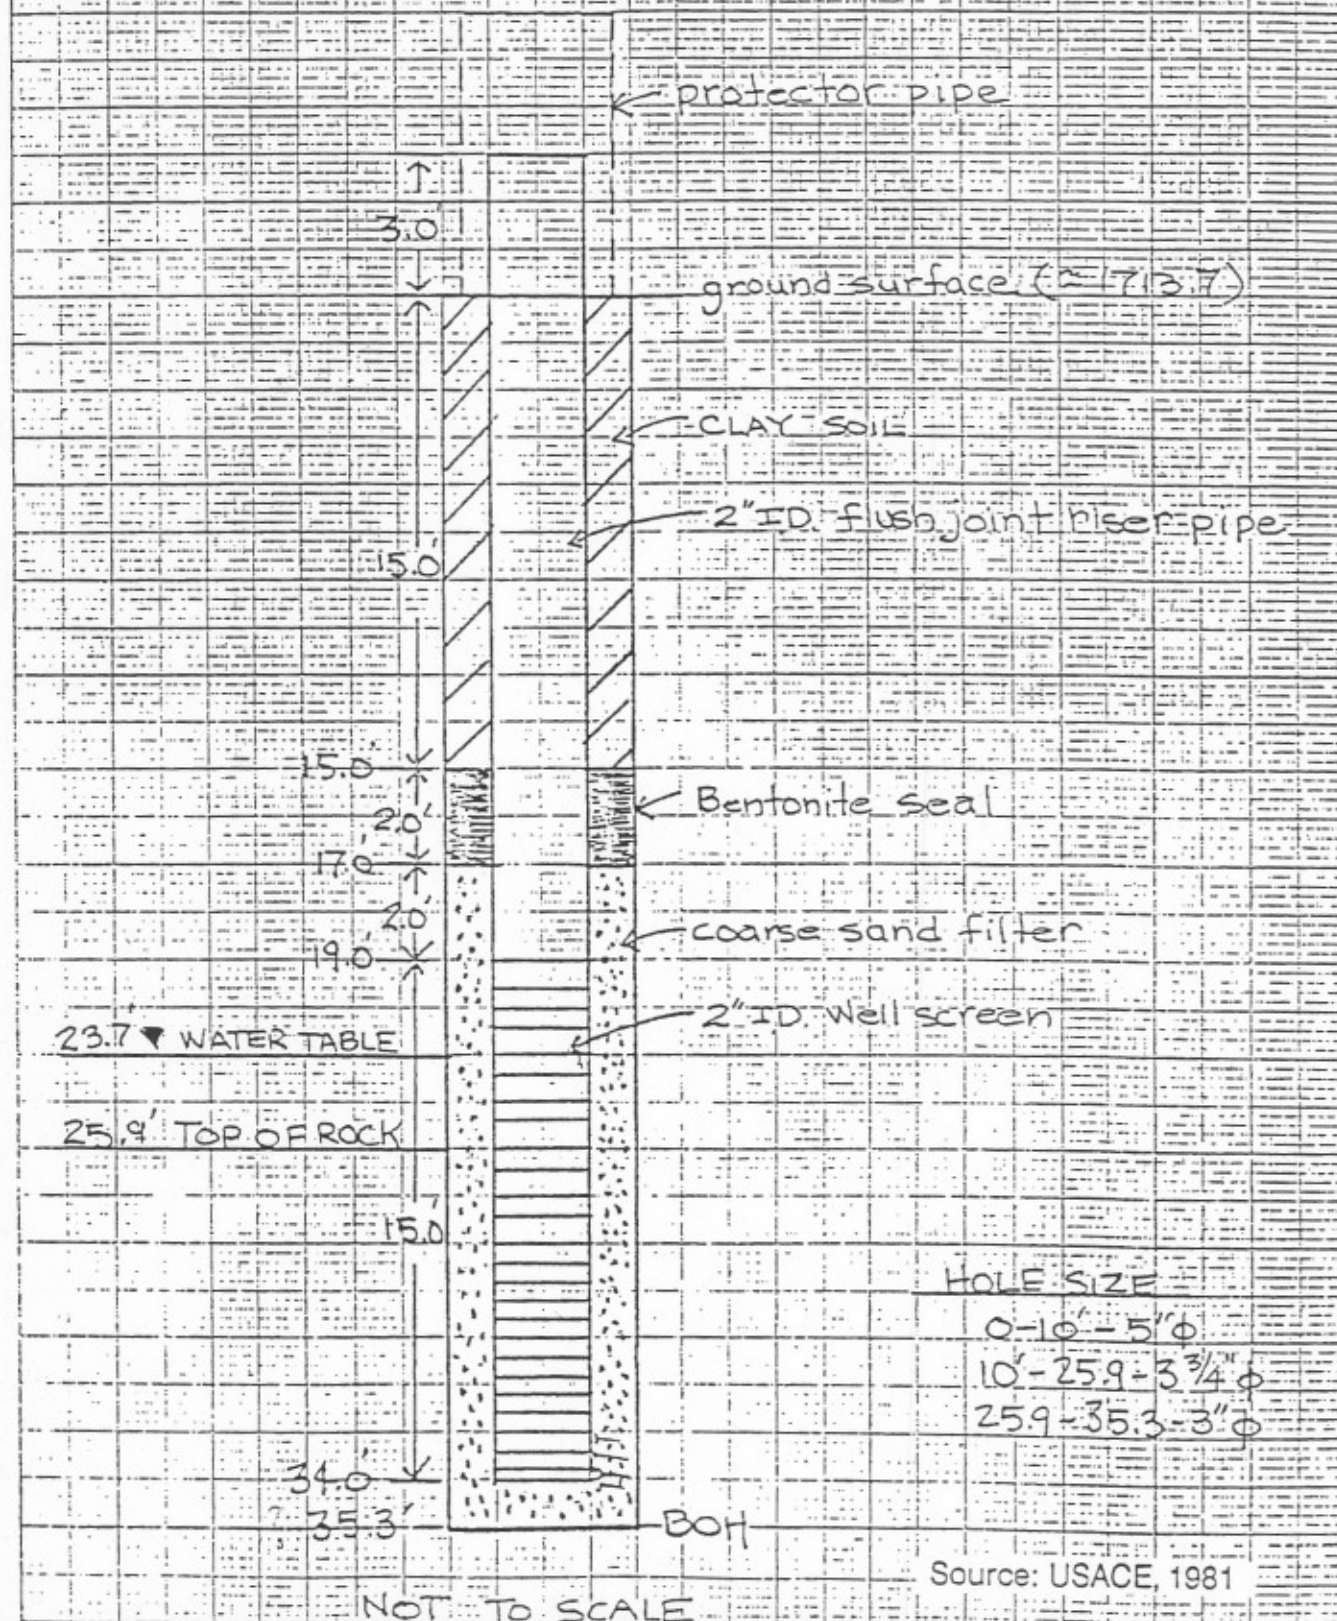 protector pipe
3.0'
ground surface (≈1713.7)
CLAY SOIL
2" ID. flush joint riser pipe
15.0'
15.0'
Bentonite seal
2.0'
17.0'
2.0'
coarse sand filter
19.0'
2" ID. Well screen
23.7' ▼ WATER TABLE
25.9' TOP OF ROCK
15.0'
HOLE SIZE
0-10' - 5"ϕ
10' - 25.9 - 3 3/4"ϕ
25.9 - 35.3 - 3"ϕ
34.0'
35.3'
BOH
Source: USACE, 1981
NOT TO SCALE